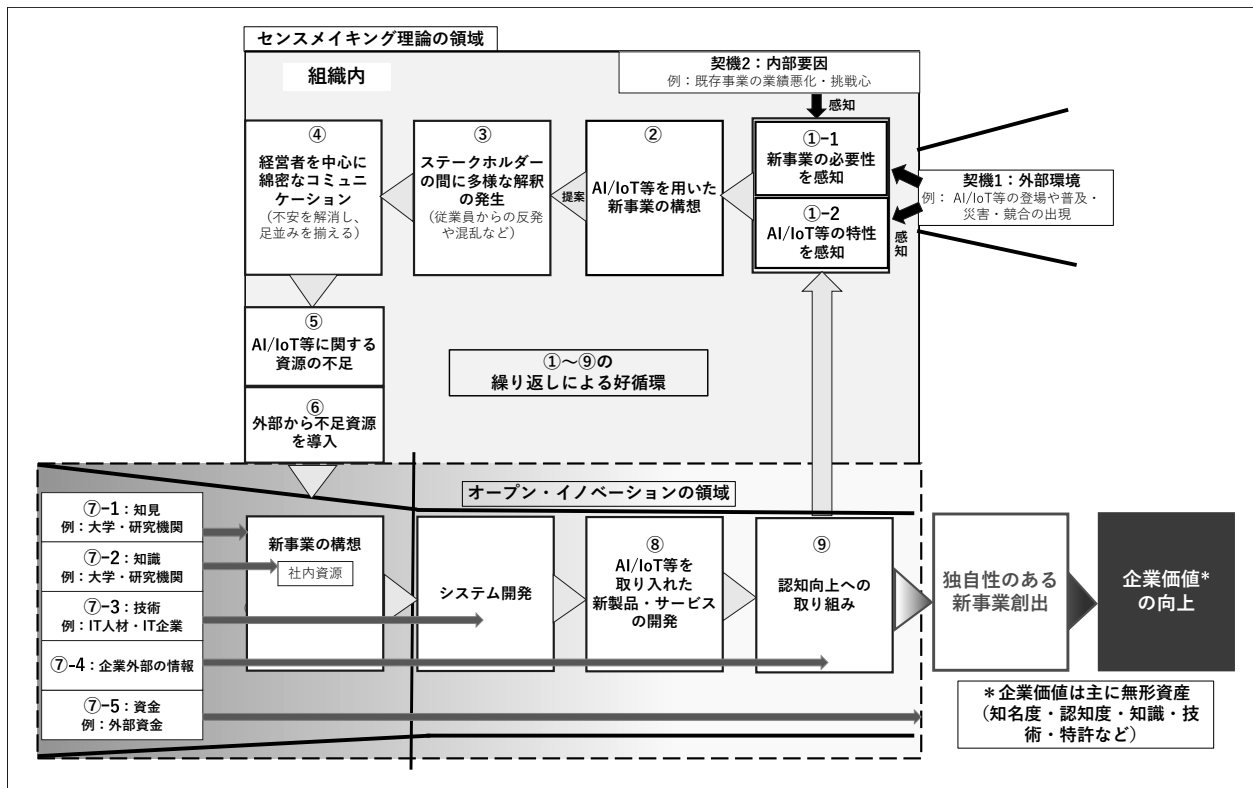 センスメイキング理論の領域
組織内
契機2：内部要因
例：既存事業の業績悪化・挑戦心
感知
④
経営者を中心に
綿密なコミュニ
ケーション
（不安を解消し、
足並みを揃える）
③
ステークホルダー
の間に多様な解釈
の発生
（従業員からの反発
や混乱など）
提案
②
AI/IoT等を用いた
新事業の構想
①-1
新事業の必要性
を感知
①-2
AI/IoT等の特性
を感知
契機1：外部環境
例： AI/IoT等の登場や普及・
災害・競合の出現
感知
⑤
AI/IoT等に関する
資源の不足
⑥
外部から不足資源
を導入
①～⑨の
繰り返しによる好循環
オープン・イノベーションの領域
⑦-1：知見
例：大学・研究機関
⑦-2：知識
例：大学・研究機関
⑦-3：技術
例：IT人材・IT企業
⑦-4：企業外部の情報
⑦-5：資金
例：外部資金
新事業の構想
社内資源
システム開発
⑧
AI/IoT等を
取り入れた
新製品・サービス
の開発
⑨
認知向上への
取り組み
独自性のある
新事業創出
企業価値*
の向上
＊企業価値は主に無形資産
（知名度・認知度・知識・技
術・特許など）